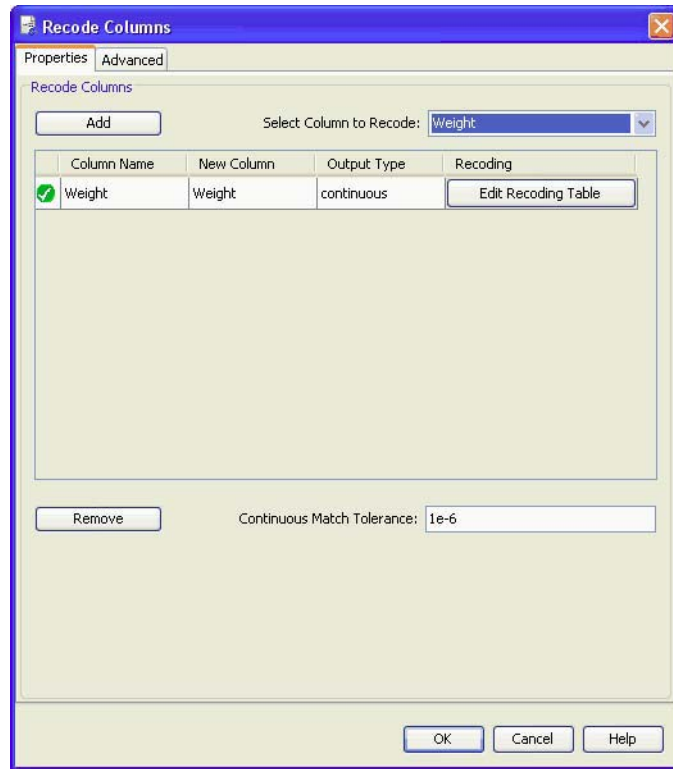 Recode Columns
Properties Advanced
Recode Columns
Add Select Column to Recode: Weight
Column Name New Column Output Type Recoding
Weight Weight continuous Edit Recoding Table
Remove Continuous Match Tolerance: 1e-6
OK Cancel Help